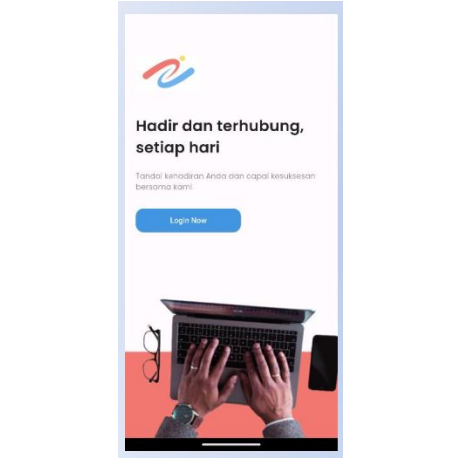 Hadir dan terhubung,
setiap hari
Tandai kehadiran Anda dan capai kesuksesan
bersama kami.
Login Now